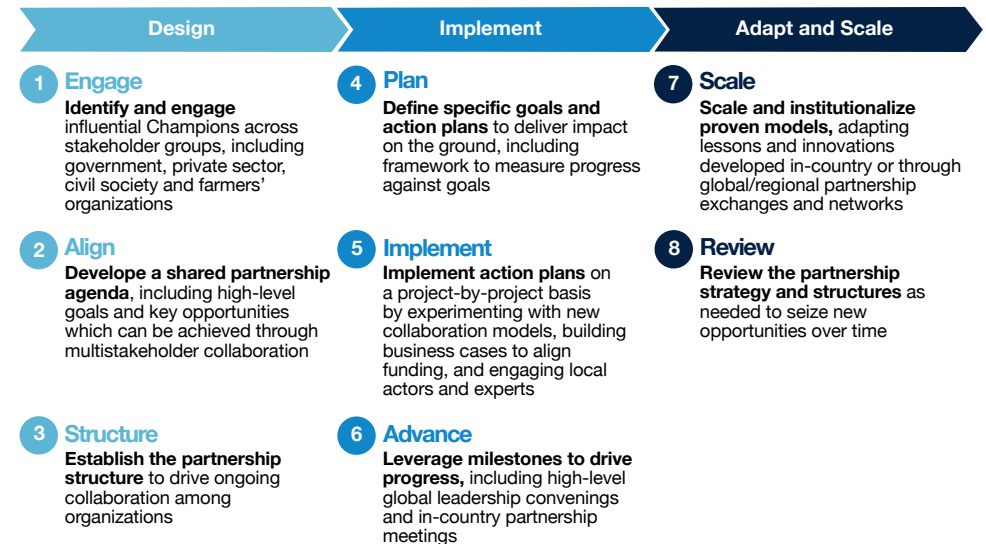 Design
Implement
Adapt and Scale
1 Engage
Identify and engage
influential Champions across
stakeholder groups, including
government, private sector,
civil society and farmers’
organizations
2 Align
Develope a shared partnership
agenda, including high-level
goals and key opportunities
which can be achieved through
multistakeholder collaboration
3 Structure
Establish the partnership
structure to drive ongoing
collaboration among
organizations
4 Plan
Define specific goals and
action plans to deliver impact
on the ground, including
framework to measure progress
against goals
5 Implement
Implement action plans on
a project-by-project basis
by experimenting with new
collaboration models, building
business cases to align
funding, and engaging local
actors and experts
6 Advance
Leverage milestones to drive
progress, including high-level
global leadership convenings
and in-country partnership
meetings
7 Scale
Scale and institutionalize
proven models, adapting
lessons and innovations
developed in-country or through
global/regional partnership
exchanges and networks
8 Review
Review the partnership
strategy and structures as
needed to seize new
opportunities over time